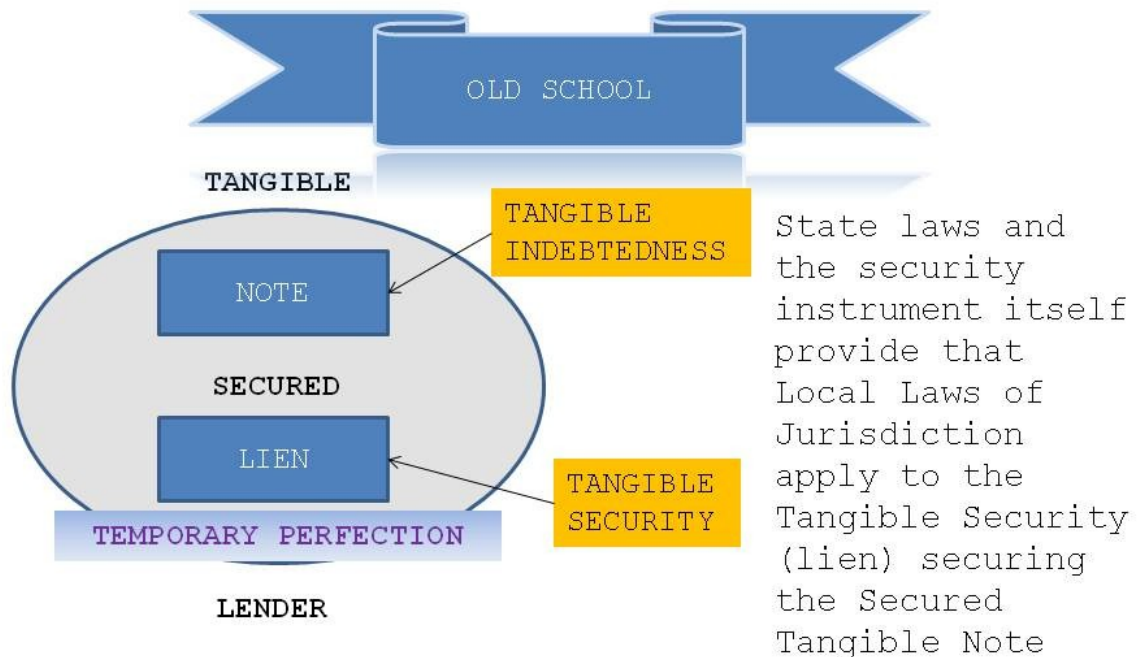 OLD SCHOOL
TANGIBLE
TANGIBLE
INDEBTEDNESS
NOTE
SECURED
LIEN
TANGIBLE
SECURITY
TEMPORARY PERFECTION
LENDER
State laws and
the security
instrument itself
provide that
Local Laws of
Jurisdiction
apply to the
Tangible Security
(lien) securing
the Secured
Tangible Note